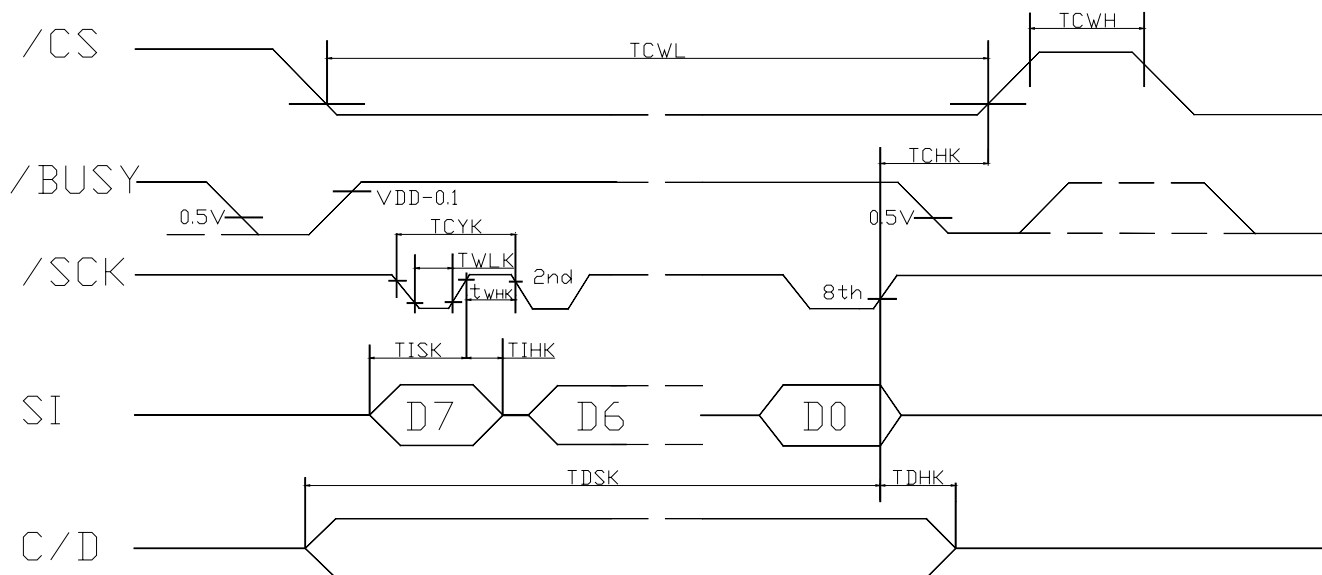 TCWH
/CS
TCWL
TCHK
/BUSY
VDD-0.1
0.5V
0.5V
TCYK
/SCK
TWLK
2nd
tWHK
8th
TISK
TIHK
SI
D7
D6
D0
TDSK
TDHK
C/D